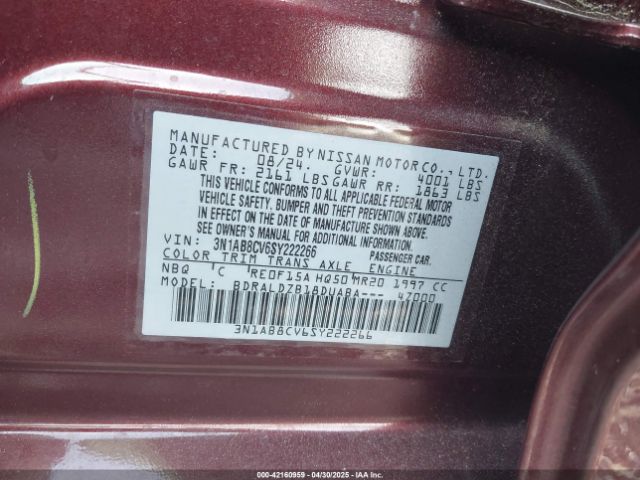 MANUFACTURED BY NISSAN MOTOR CO., LTD.
DATE: 08/24 GVWR: 4001 LBS
GAWR FR: 2161 LBS GAWR RR: 1863 LBS
THIS VEHICLE CONFORMS TO ALL APPLICABLE FEDERAL MOTOR
VEHICLE SAFETY, BUMPER AND THEFT PREVENTION STANDARDS
IN EFFECT ON THE DATE OF MANUFACTURE SHOWN ABOVE.
SEE OWNER'S MANUAL FOR ADDITIONAL INFORMATION.
VIN: 3N1AB8CV6SY222266 PASSENGER CAR.
COLOR TRIM TRANS AXLE ENGINE
NBQ C RE0F15A HQ50 MR20 1997 CC
MODEL: BDRALDZB18DUABA--- 47000
3N1AB8CV6SY222266
000-42160959 - 04/30/2025 - IAA Inc.